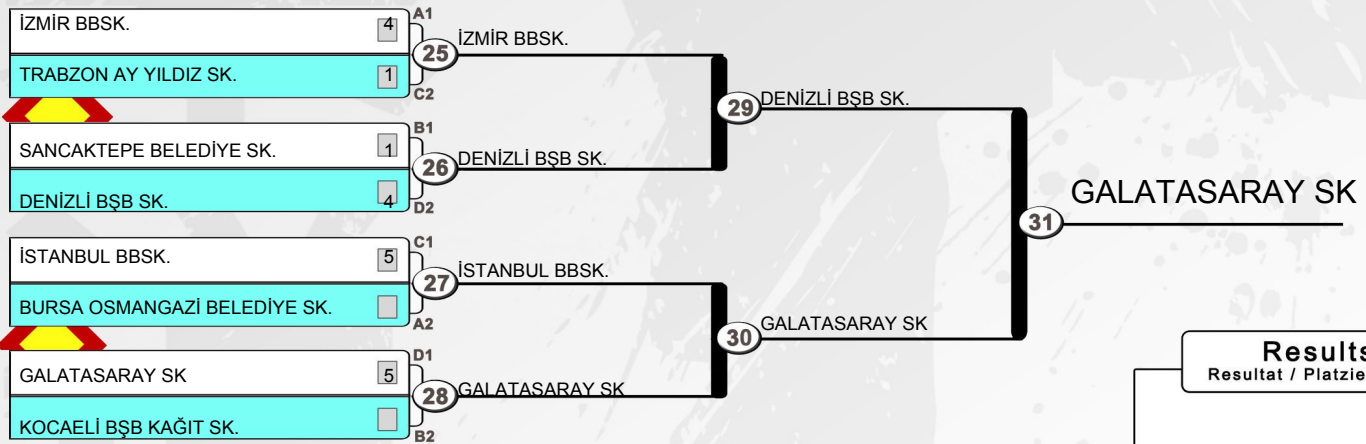 İZMİR BBSK. 4 A1
25 İZMİR BBSK.
TRABZON AY YILDIZ SK. 1 C2
29 DENİZLİ BŞB SK.
SANCAKTEPE BELEDİYE SK. 1 B1
26 DENİZLİ BŞB SK.
DENİZLİ BŞB SK. 4 D2
31 GALATASARAY SK
İSTANBUL BBSK. 5 C1
27 İSTANBUL BBSK.
BURSA OSMANGAZİ BELEDİYE SK. A2
30 GALATASARAY SK
GALATASARAY SK 5 D1
28 GALATASARAY SK
KOCAELİ BŞB KAĞIT SK. B2
Results
Resultat / Platzie